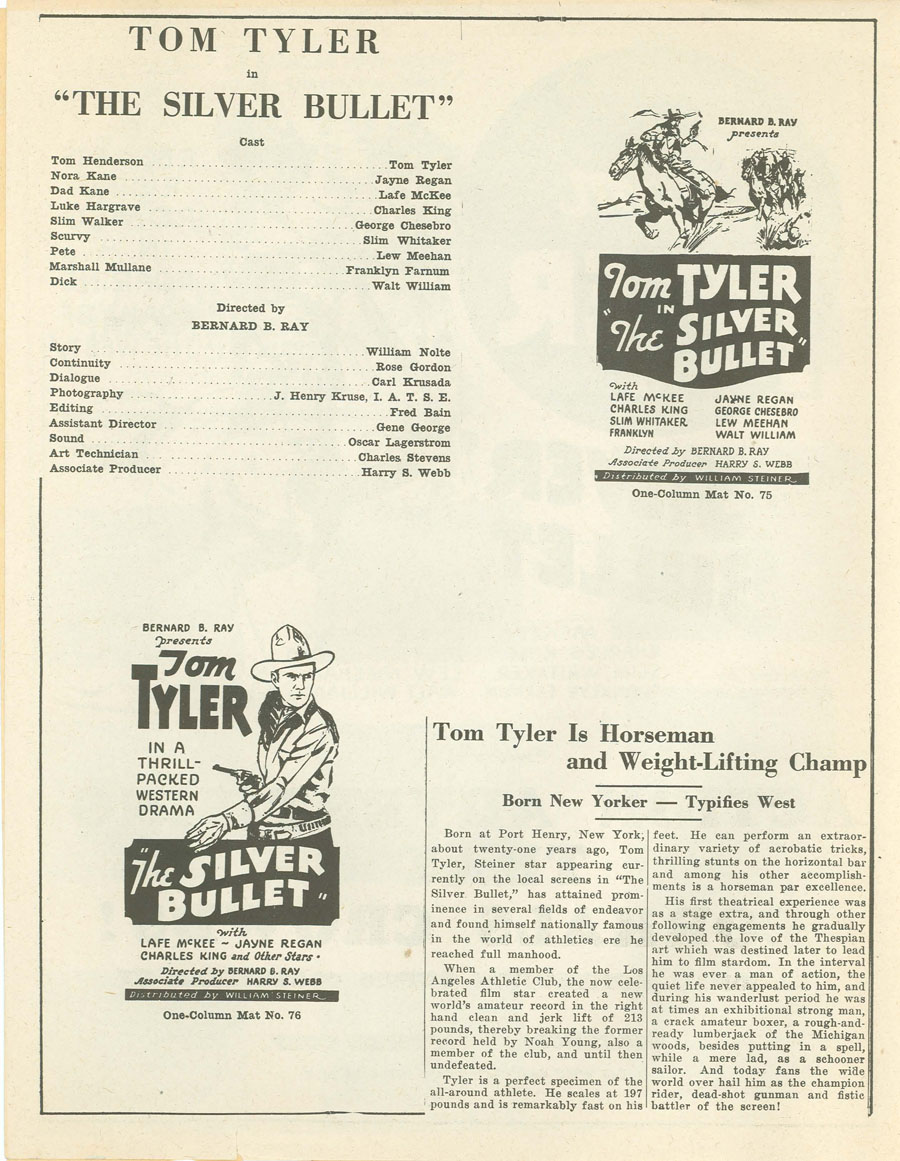 TOM TYLER
in
“THE SILVER BULLET”
Cast
Tom Henderson ........ Tom Tyler
Nora Kane ........ Jayne Regan
Dad Kane ........ Lafe McKee
Luke Hargrave ........ Charles King
Slim Walker ........ George Chesebro
Scurvy ........ Slim Whitaker
Pete ........ Lew Meehan
Marshall Mullane ........ Franklyn Farnum
Dick ........ Walt William
Directed by
BERNARD B. RAY
Story ........ William Nolte
Continuity ........ Rose Gordon
Dialogue ........ Carl Krusada
Photography ........ J. Henry Kruse, I. A. T. S. E.
Editing ........ Fred Bain
Assistant Director ........ Gene George
Sound ........ Oscar Lagerstrom
Art Technician ........ Charles Stevens
Associate Producer ........ Harry S. Webb
BERNARD B. RAY
presents
Tom TYLER
IN
"The SILVER
BULLET"
with
LAFE McKEE JAYNE REGAN
CHARLES KING GEORGE CHESEBRO
SLIM WHITAKER LEW MEEHAN
FRANKLYN WALT WILLIAM
Directed by BERNARD B. RAY
Associate Producer HARRY S. WEBB
Distributed by WILLIAM STEINER
One-Column Mat No. 75
BERNARD B. RAY
presents
Tom
TYLER
IN A
THRILL-
PACKED
WESTERN
DRAMA
"The SILVER
BULLET"
with
LAFE McKEE ~ JAYNE REGAN
CHARLES KING and Other Stars •
Directed by BERNARD B. RAY
Associate Producer HARRY S. WEBB
Distributed by WILLIAM STEINER
One-Column Mat No. 76
Tom Tyler Is Horseman
and Weight-Lifting Champ
Born New Yorker — Typifies West
Born at Port Henry, New York,
about twenty-one years ago, Tom
Tyler, Steiner star appearing cur-
rently on the local screens in “The
Silver Bullet,” has attained prom-
inence in several fields of endeavor
and found himself nationally famous
in the world of athletics ere he
reached full manhood.
When a member of the Los
Angeles Athletic Club, the now cele-
brated film star created a new
world's amateur record in the right
hand clean and jerk lift of 213
pounds, thereby breaking the former
record held by Noah Young, also a
member of the club, and until then
undefeated.
Tyler is a perfect specimen of the
all-around athlete. He scales at 197
pounds and is remarkably fast on his
feet. He can perform an extraor-
dinary variety of acrobatic tricks,
thrilling stunts on the horizontal bar
and among his other accomplish-
ments is a horseman par excellence.
His first theatrical experience was
as a stage extra, and through other
following engagements he gradually
developed the love of the Thespian
art which was destined later to lead
him to film stardom. In the interval
he was ever a man of action, the
quiet life never appealed to him, and
during his wanderlust period he was
at times an exhibitional strong man,
a crack amateur boxer, a rough-and-
ready lumberjack of the Michigan
woods, besides putting in a spell,
while a mere lad, as a schooner
sailor. And today fans the wide
world over hail him as the champion
rider, dead-shot gunman and fistic
battler of the screen!